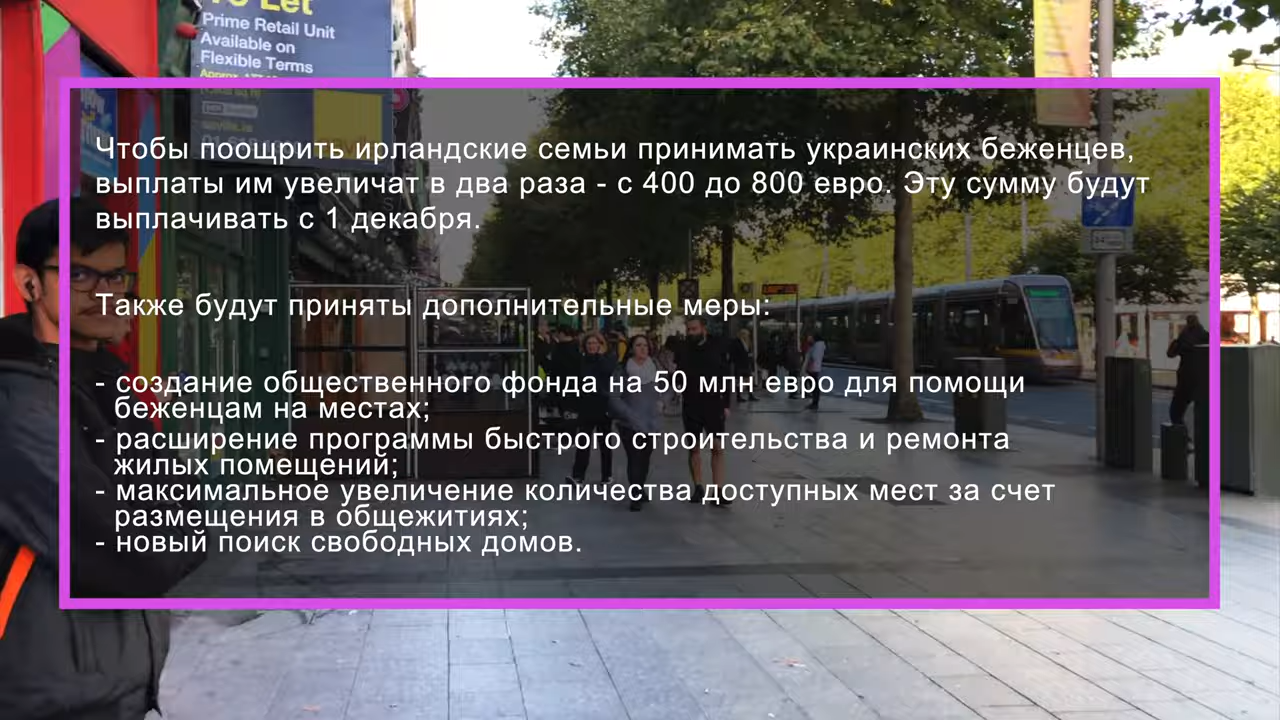 To Let
Prime Retail Unit
Available on
Flexible Terms
Чтобы поощрить ирландские семьи принимать украинских беженцев,
выплаты им увеличат в два раза - с 400 до 800 евро. Эту сумму будут
выплачивать с 1 декабря.
Также будут приняты дополнительные меры:
- создание общественного фонда на 50 млн евро для помощи
беженцам на местах;
- расширение программы быстрого строительства и ремонта
жилых помещений;
- максимальное увеличение количества доступных мест за счет
размещения в общежитиях;
- новый поиск свободных домов.